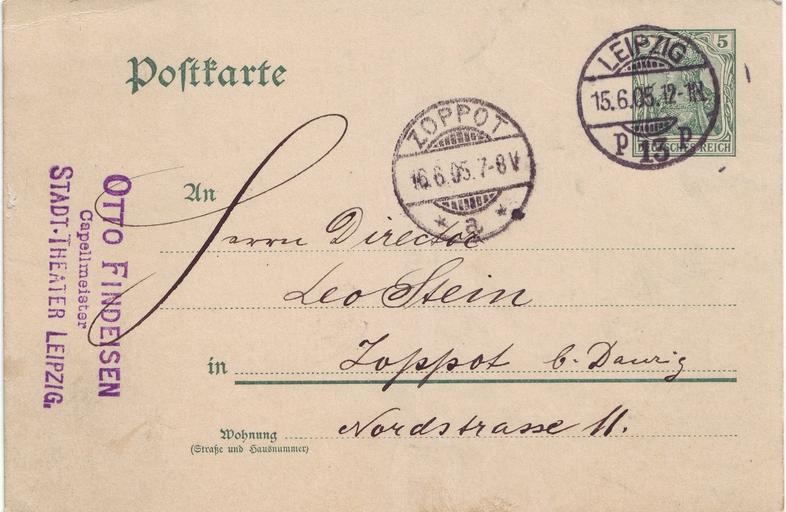 Postkarte
5
DEUTSCHES REICH
LEIPZIG
15.6.05.12-1N.
p 13 p
ZOPPOT
16.6.05.7-8V
* a *
An
Herrn Director
Leo Stein
in Zoppot b. Danzig
Wohnung Nordstrasse 11.
(Straße und Hausnummer)
OTTO FINDEISEN
Capellmeister
STADT-THEATER LEIPZIG.